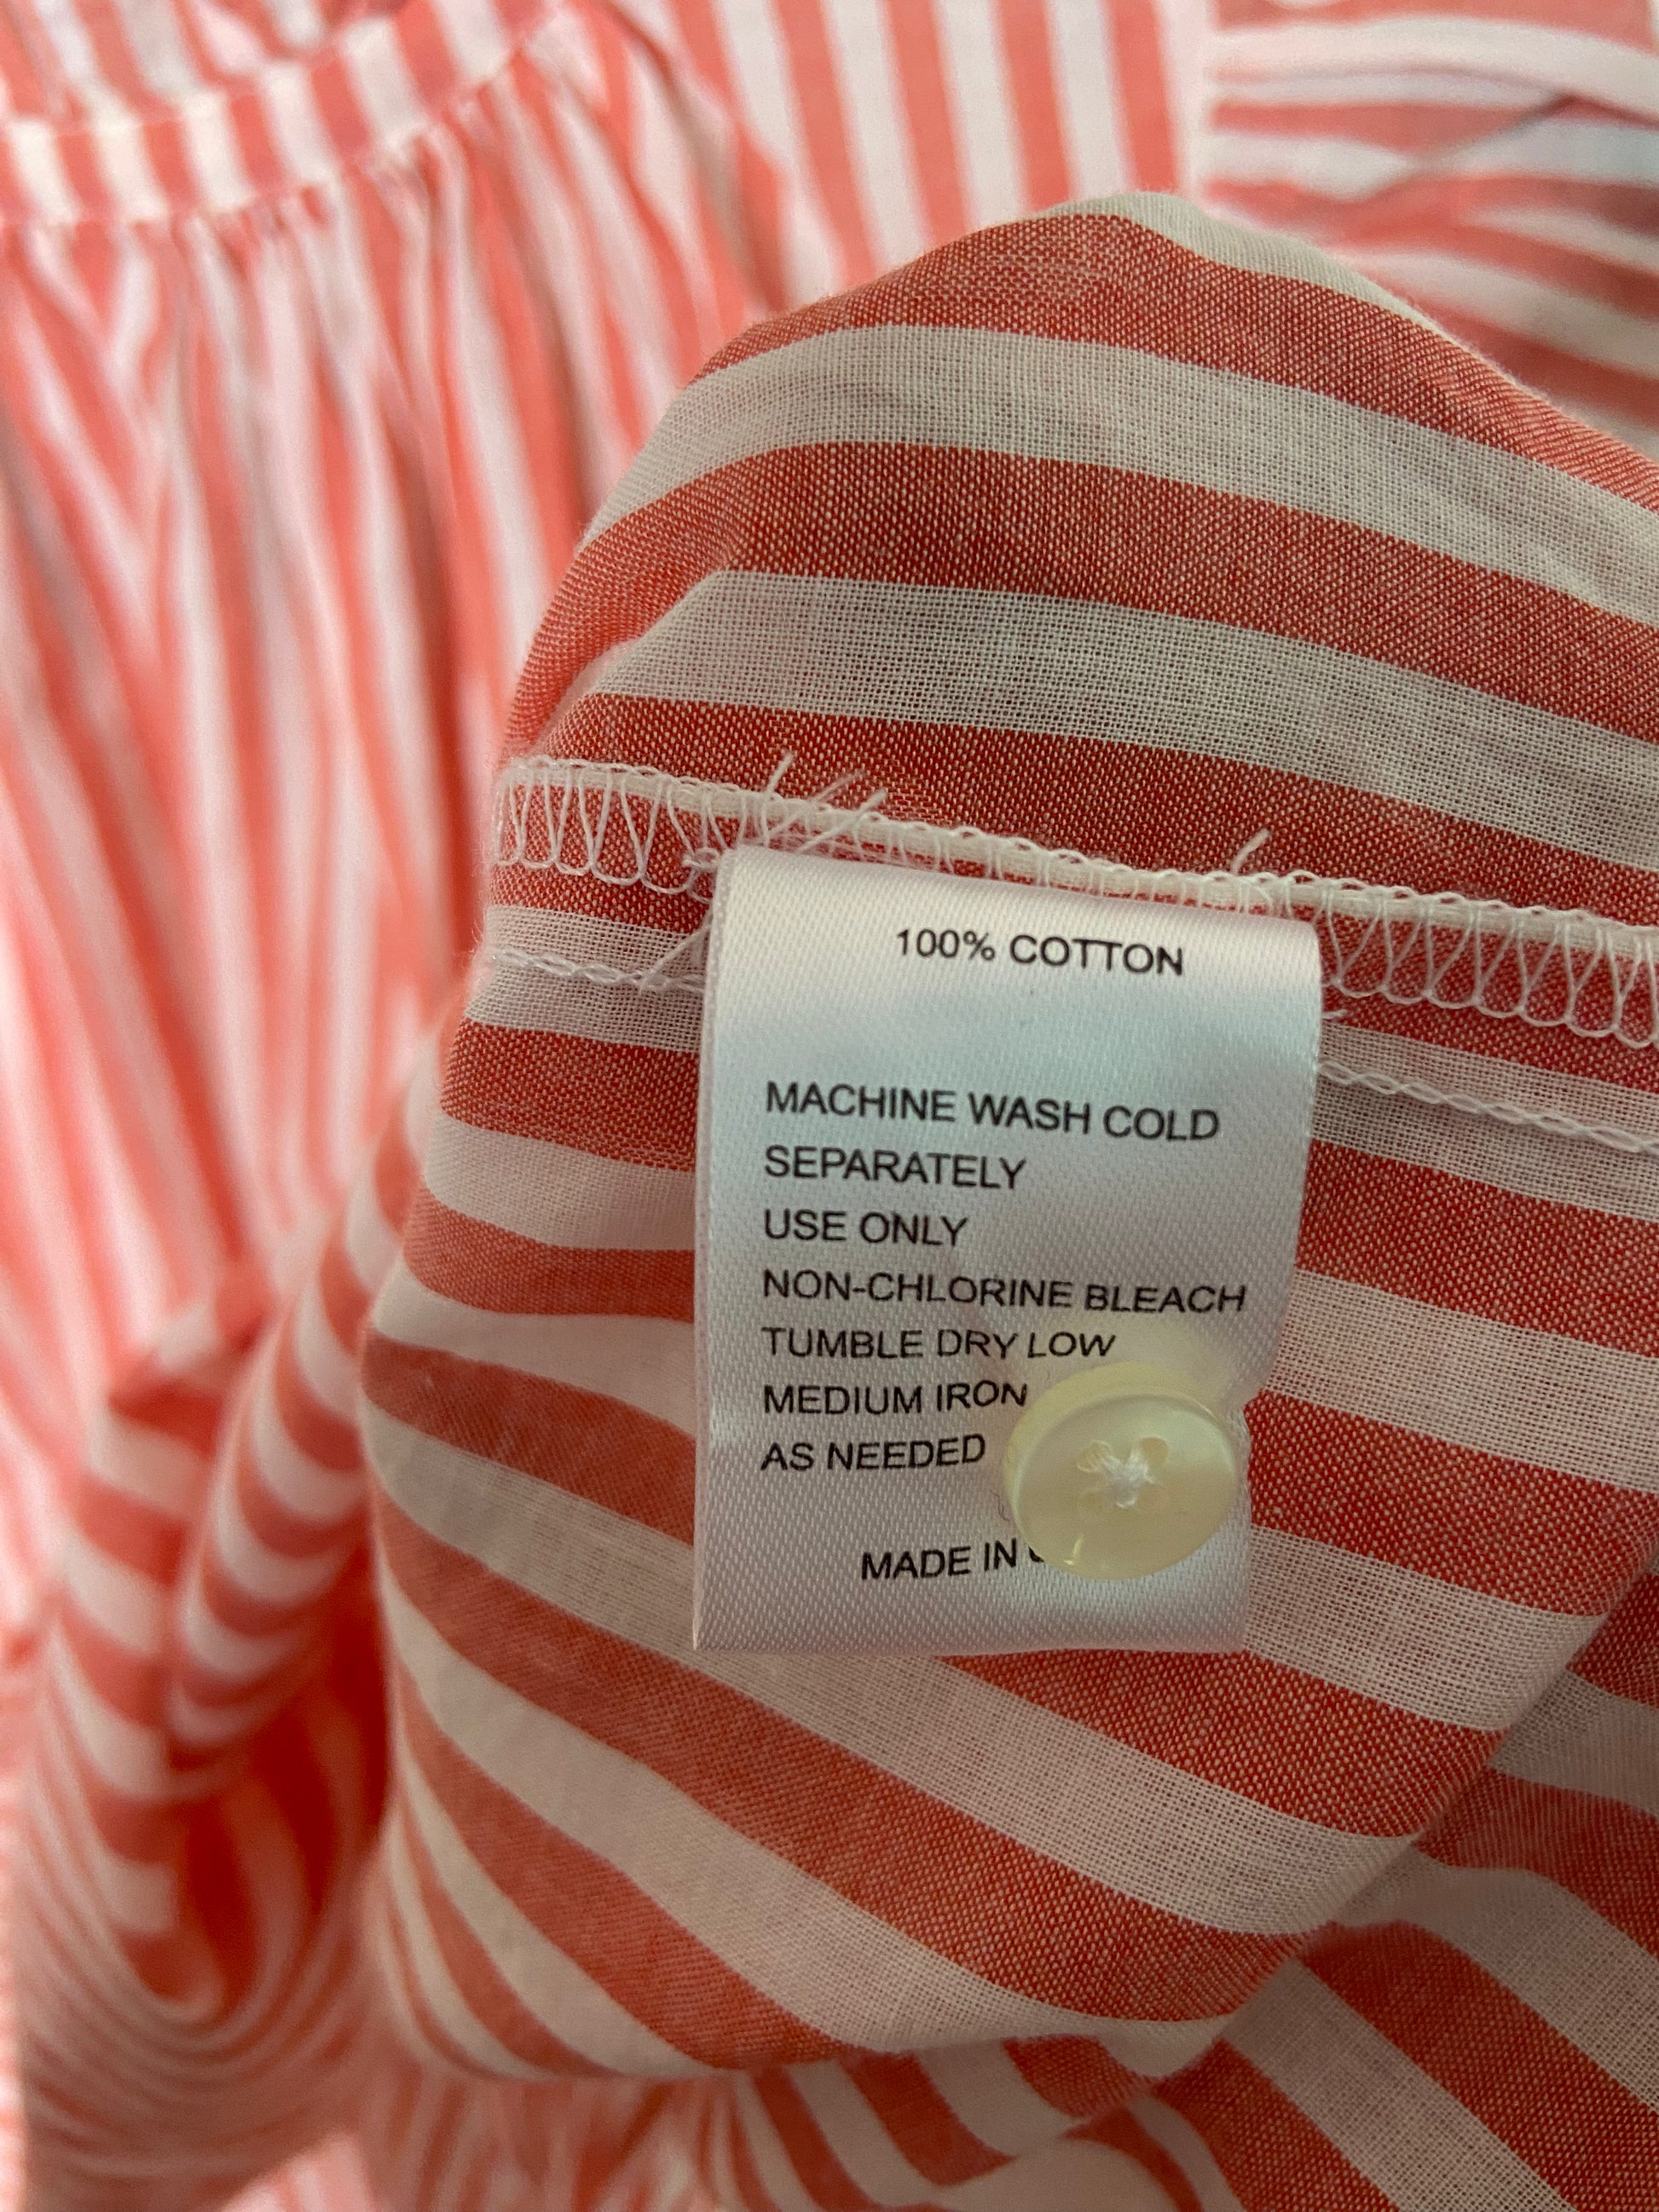 100% COTTON
MACHINE WASH COLD
SEPARATELY
USE ONLY
NON-CHLORINE BLEACH
TUMBLE DRY LOW
MEDIUM IRON
AS NEEDED
MADE IN